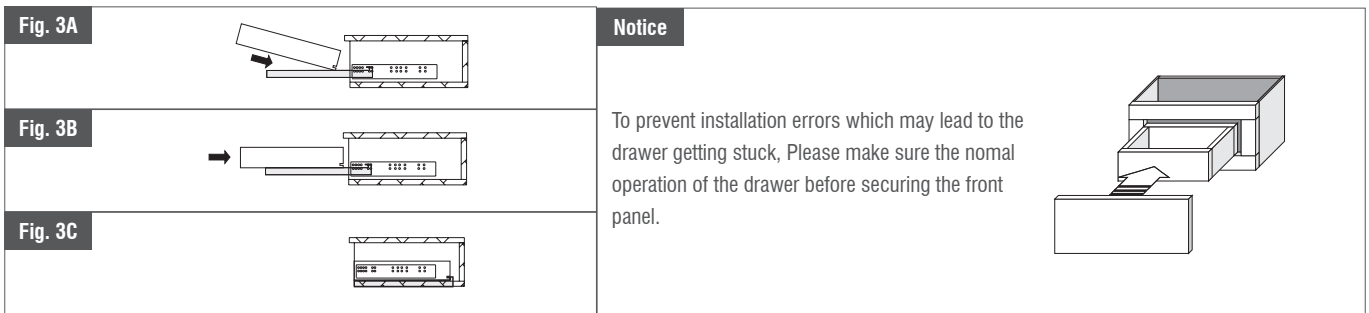 Fig. 3A
Fig. 3B
Fig. 3C
Notice
To prevent installation errors which may lead to the
drawer getting stuck, Please make sure the nomal
operation of the drawer before securing the front
panel.